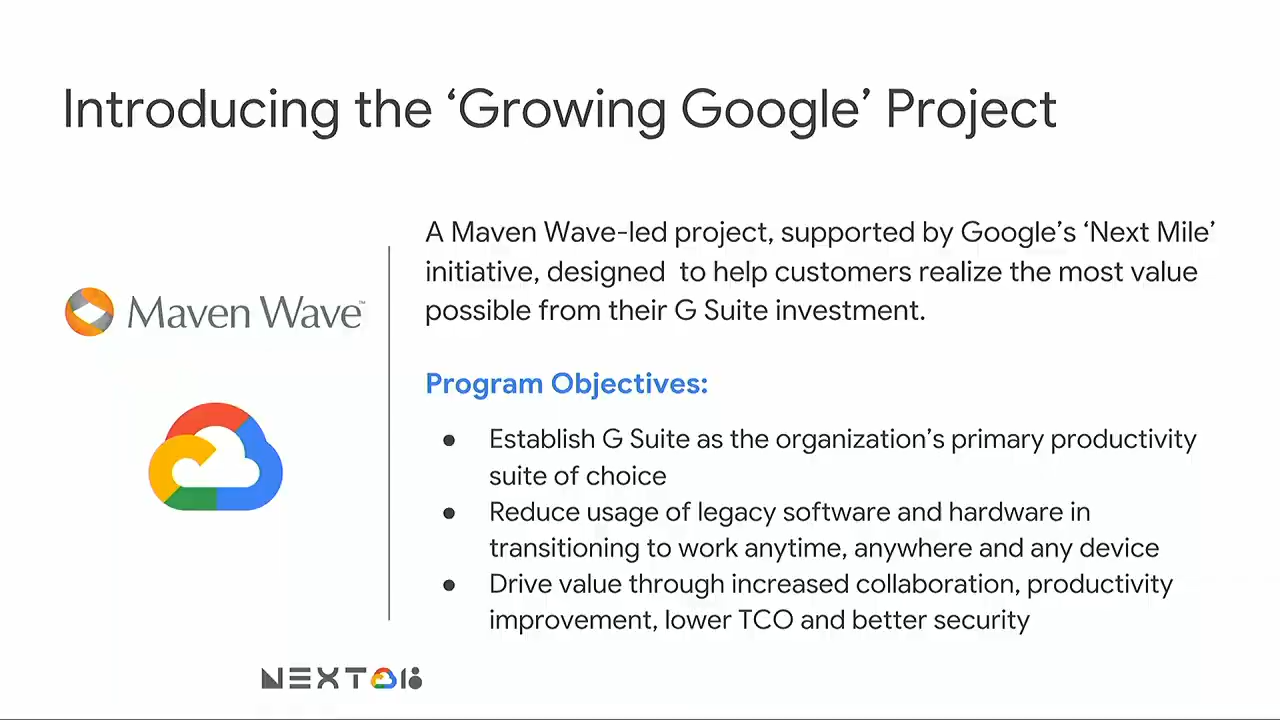 Introducing the ‘Growing Google’ Project
A Maven Wave-led project, supported by Google’s ‘Next Mile’
initiative, designed to help customers realize the most value
possible from their G Suite investment.
Maven Wave™
Program Objectives:
● Establish G Suite as the organization’s primary productivity
suite of choice
● Reduce usage of legacy software and hardware in
transitioning to work anytime, anywhere and any device
● Drive value through increased collaboration, productivity
improvement, lower TCO and better security
NEXT 18